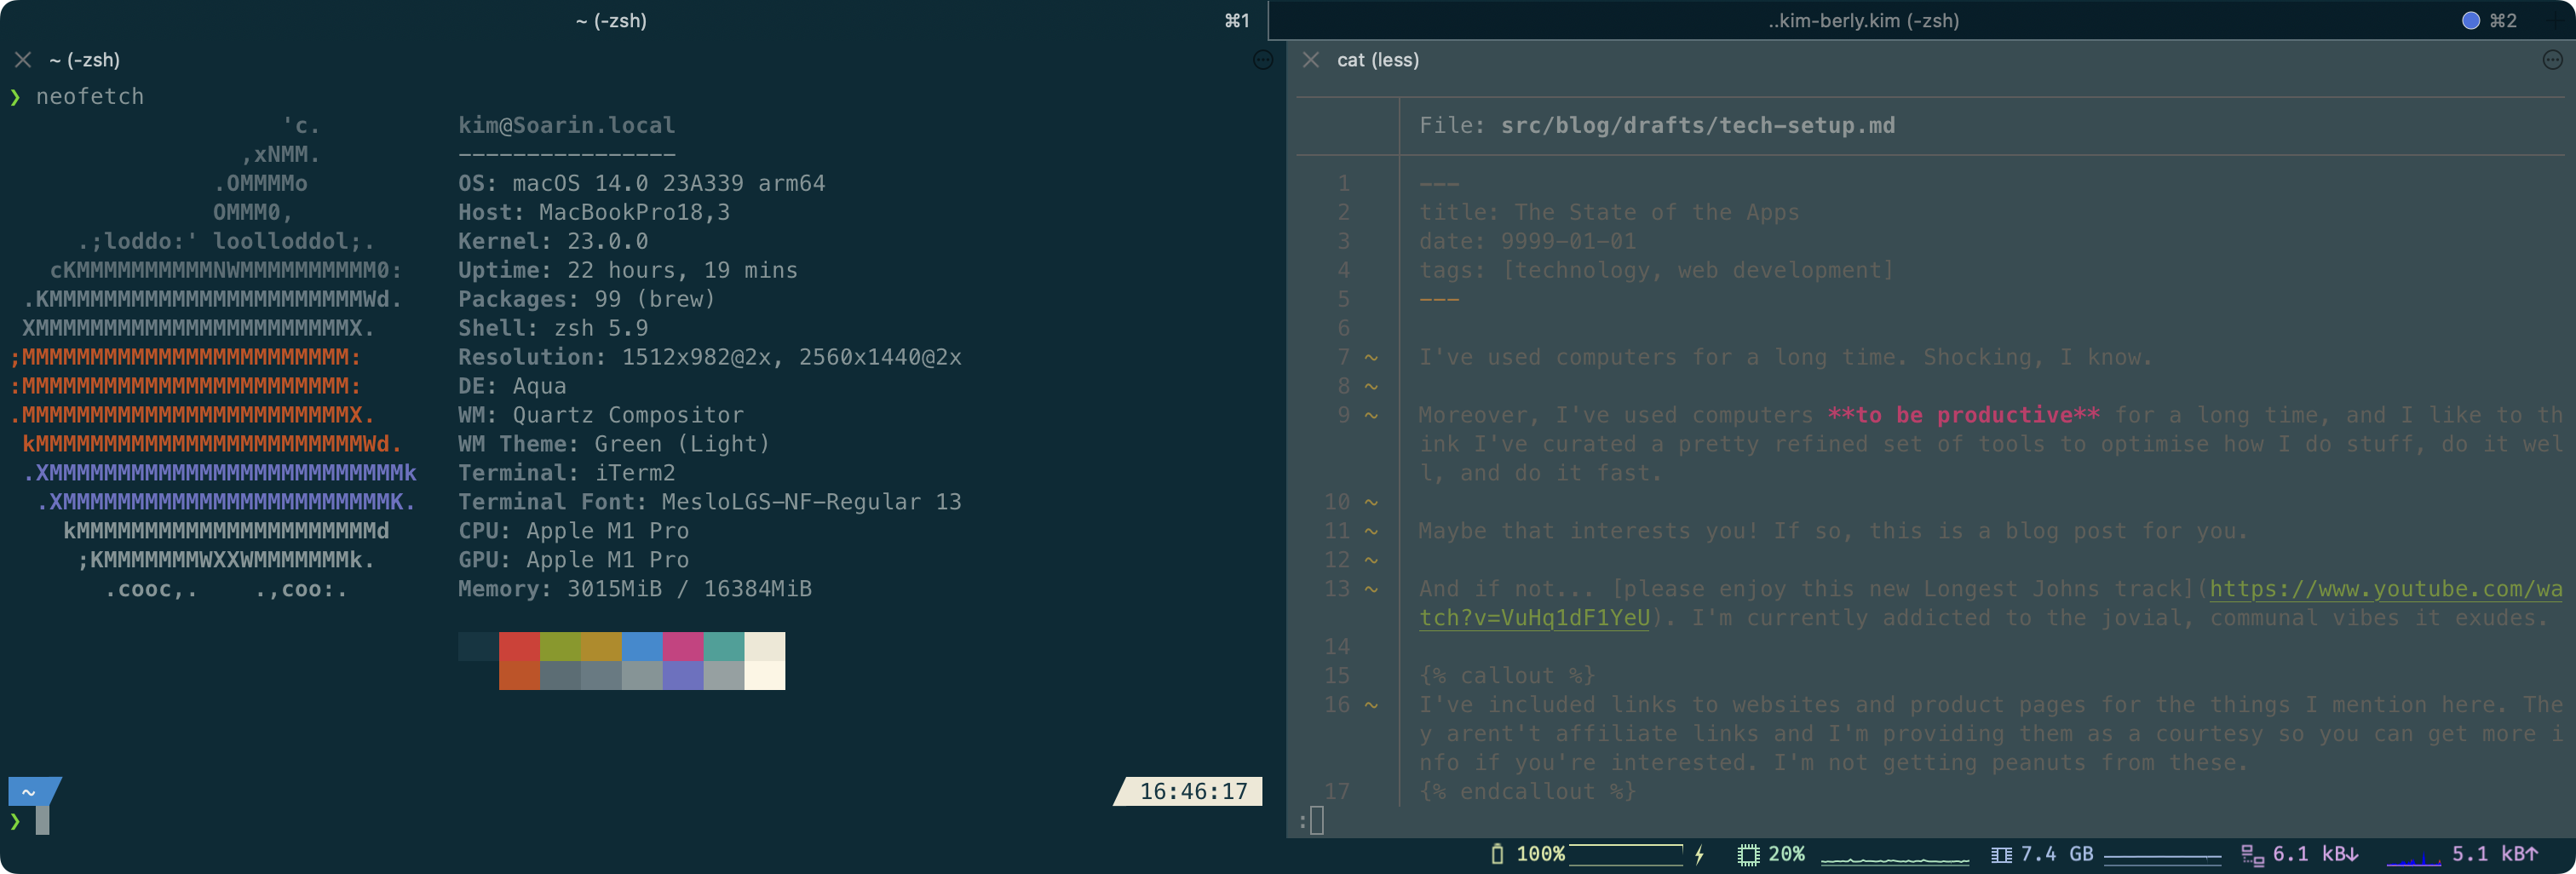 ~ (-zsh)
⌘1
..kim-berly.kim (-zsh)
⌘2
~ (-zsh)
❯ neofetch
'c.
,xNMM.
.OMMMMo
OMMM0,
.;loddo:' loolloddol;.
cKMMMMMMMMMMNWMMMMMMMMMM0:
.KMMMMMMMMMMMMMMMMMMMMMMMWd.
XMMMMMMMMMMMMMMMMMMMMMMMX.
;MMMMMMMMMMMMMMMMMMMMMMMM:
:MMMMMMMMMMMMMMMMMMMMMMMM:
.MMMMMMMMMMMMMMMMMMMMMMMMX.
kMMMMMMMMMMMMMMMMMMMMMMMMWd.
.XMMMMMMMMMMMMMMMMMMMMMMMMMMk
.XMMMMMMMMMMMMMMMMMMMMMMMMK.
kMMMMMMMMMMMMMMMMMMMMMMd
;KMMMMMMMWXXWMMMMMMMk.
.cooc,.    .,coo:.
kim@Soarin.local
----------------
OS: macOS 14.0 23A339 arm64
Host: MacBookPro18,3
Kernel: 23.0.0
Uptime: 22 hours, 19 mins
Packages: 99 (brew)
Shell: zsh 5.9
Resolution: 1512x982@2x, 2560x1440@2x
DE: Aqua
WM: Quartz Compositor
WM Theme: Green (Light)
Terminal: iTerm2
Terminal Font: MesloLGS-NF-Regular 13
CPU: Apple M1 Pro
GPU: Apple M1 Pro
Memory: 3015MiB / 16384MiB
~
16:46:17
❯
cat (less)
File: src/blog/drafts/tech-setup.md
1 ---
2 title: The State of the Apps
3 date: 9999-01-01
4 tags: [technology, web development]
5 ---
6
7 ~ I've used computers for a long time. Shocking, I know.
8 ~
9 ~ Moreover, I've used computers **to be productive** for a long time, and I like to th
ink I've curated a pretty refined set of tools to optimise how I do stuff, do it wel
l, and do it fast.
10 ~
11 ~ Maybe that interests you! If so, this is a blog post for you.
12 ~
13 ~ And if not... [please enjoy this new Longest Johns track](https://www.youtube.com/wa
tch?v=VuHq1dF1YeU). I'm currently addicted to the jovial, communal vibes it exudes.
14
15 {% callout %}
16 ~ I've included links to websites and product pages for the things I mention here. The
y arent't affiliate links and I'm providing them as a courtesy so you can get more i
nfo if you're interested. I'm not getting peanuts from these.
17 {% endcallout %}
:
100%
20%
7.4 GB
6.1 kB↓
5.1 kB↑